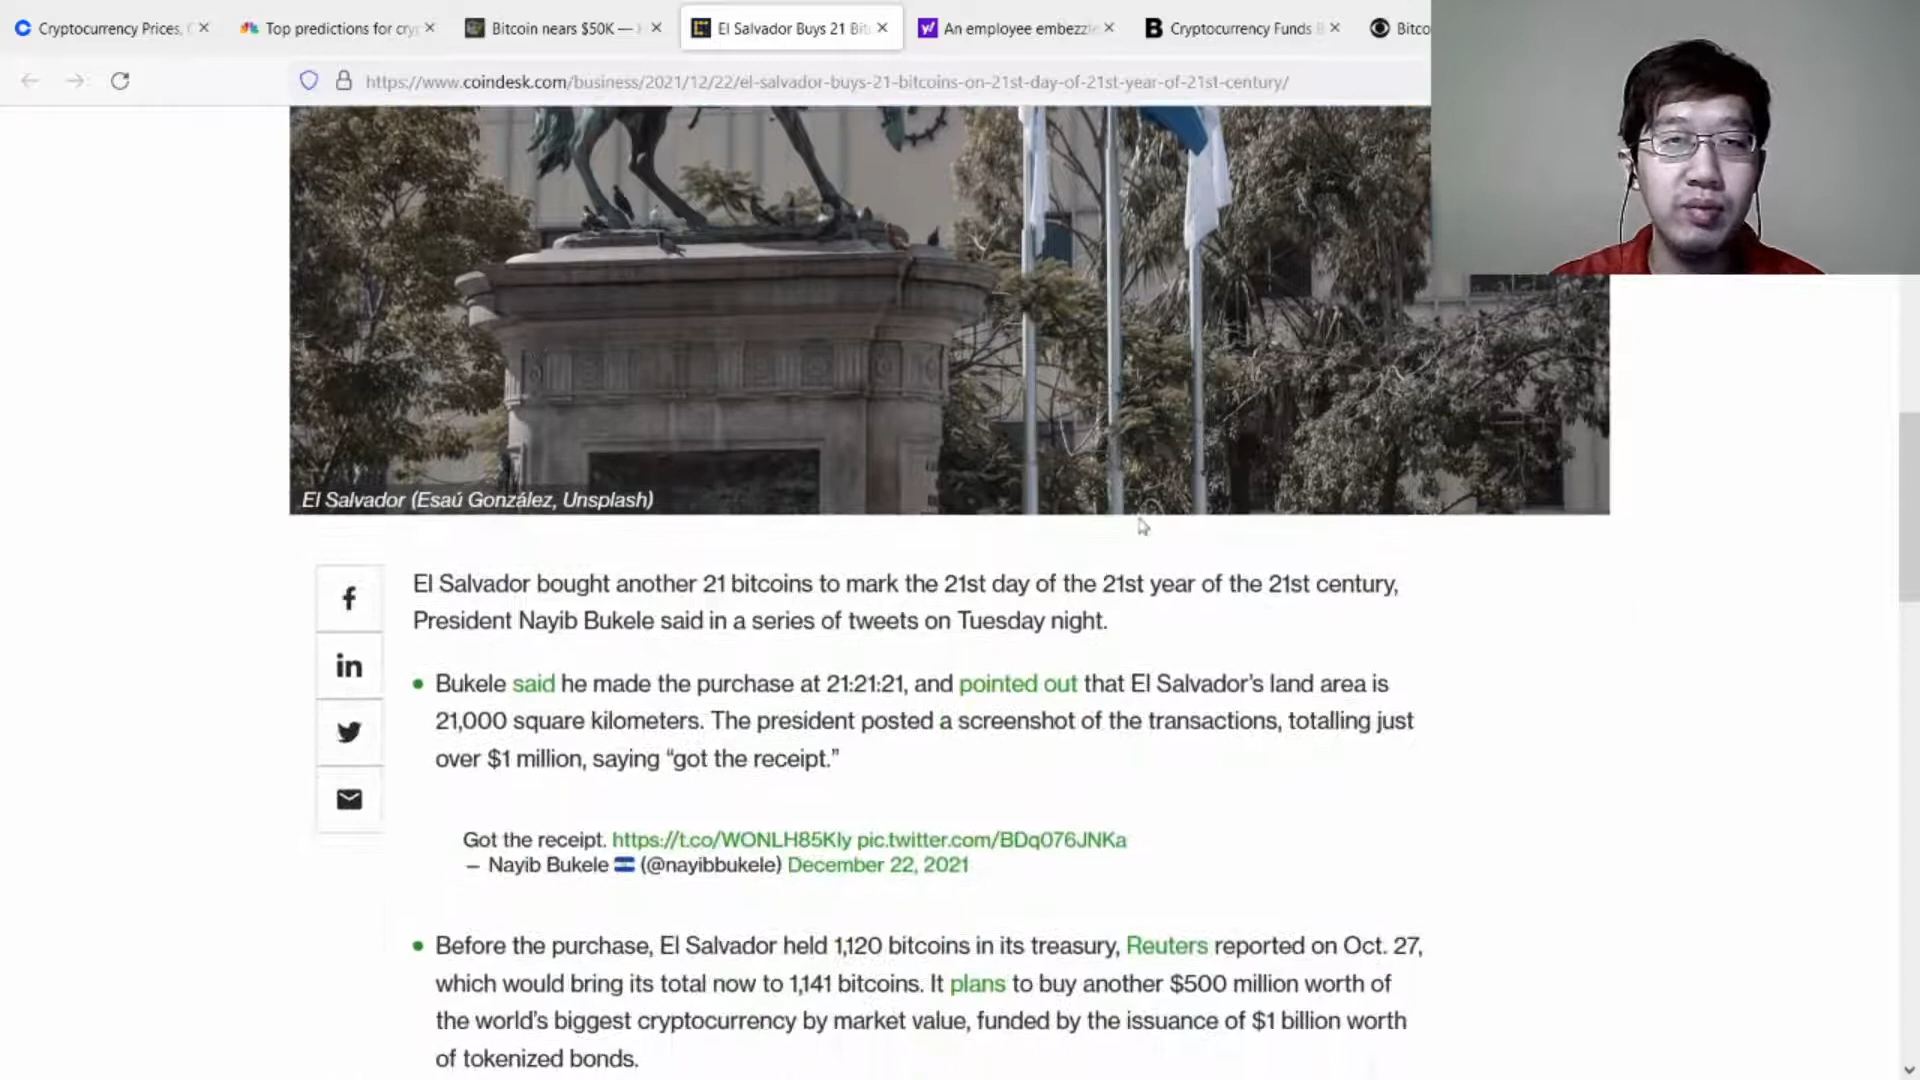 Cryptocurrency Prices,
Top predictions for cry
Bitcoin nears $50K —
El Salvador Buys 21 Bit
An employee embezzle
Cryptocurrency Funds
Bitco
https://www.coindesk.com/business/2021/12/22/el-salvador-buys-21-bitcoins-on-21st-day-of-21st-year-of-21st-century/
El Salvador (Esaú González, Unsplash)
El Salvador bought another 21 bitcoins to mark the 21st day of the 21st year of the 21st century,
President Nayib Bukele said in a series of tweets on Tuesday night.
Bukele said he made the purchase at 21:21:21, and pointed out that El Salvador’s land area is
21,000 square kilometers. The president posted a screenshot of the transactions, totalling just
over $1 million, saying “got the receipt.”
Got the receipt. https://t.co/WONLH85Kly pic.twitter.com/BDq076JNKa
— Nayib Bukele 🇸🇻 (@nayibbukele) December 22, 2021
Before the purchase, El Salvador held 1,120 bitcoins in its treasury, Reuters reported on Oct. 27,
which would bring its total now to 1,141 bitcoins. It plans to buy another $500 million worth of
the world’s biggest cryptocurrency by market value, funded by the issuance of $1 billion worth
of tokenized bonds.